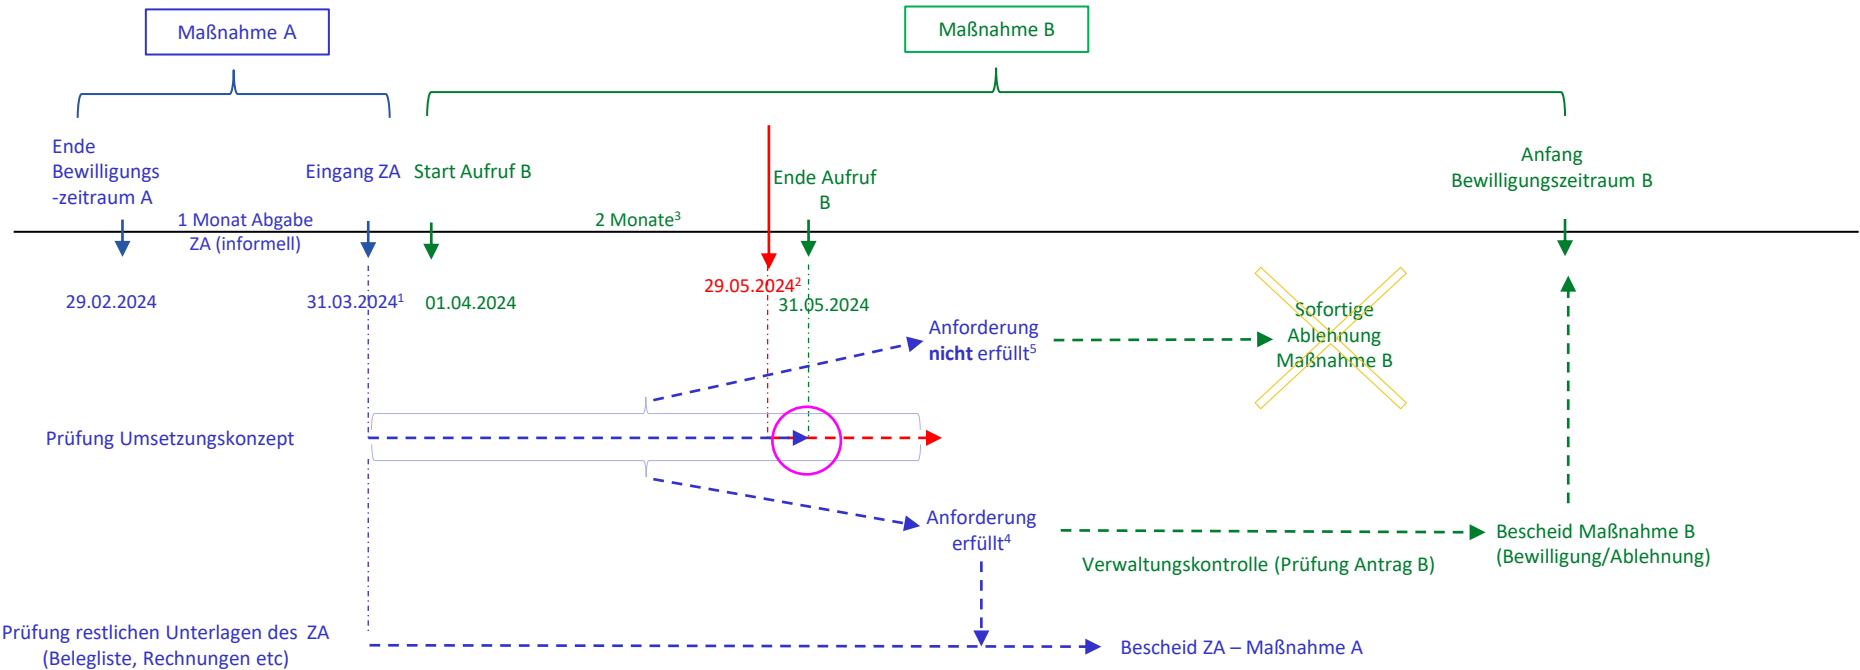 Maßnahme A
Maßnahme B
Ende
Bewilligungs
-zeitraum A
Eingang ZA
Start Aufruf B
Ende Aufruf
B
Anfang
Bewilligungszeitraum B
1 Monat Abgabe
ZA (informell)
2 Monate³
29.02.2024
31.03.2024¹
01.04.2024
29.05.2024²
31.05.2024
Anforderung
nicht erfüllt⁵
Sofortige
Ablehnung
Maßnahme B
Prüfung Umsetzungskonzept
Anforderung
erfüllt⁴
Verwaltungskontrolle (Prüfung Antrag B)
Bescheid Maßnahme B
(Bewilligung/Ablehnung)
Prüfung restlichen Unterlagen des ZA
(Belegliste, Rechnungen etc)
Bescheid ZA – Maßnahme A